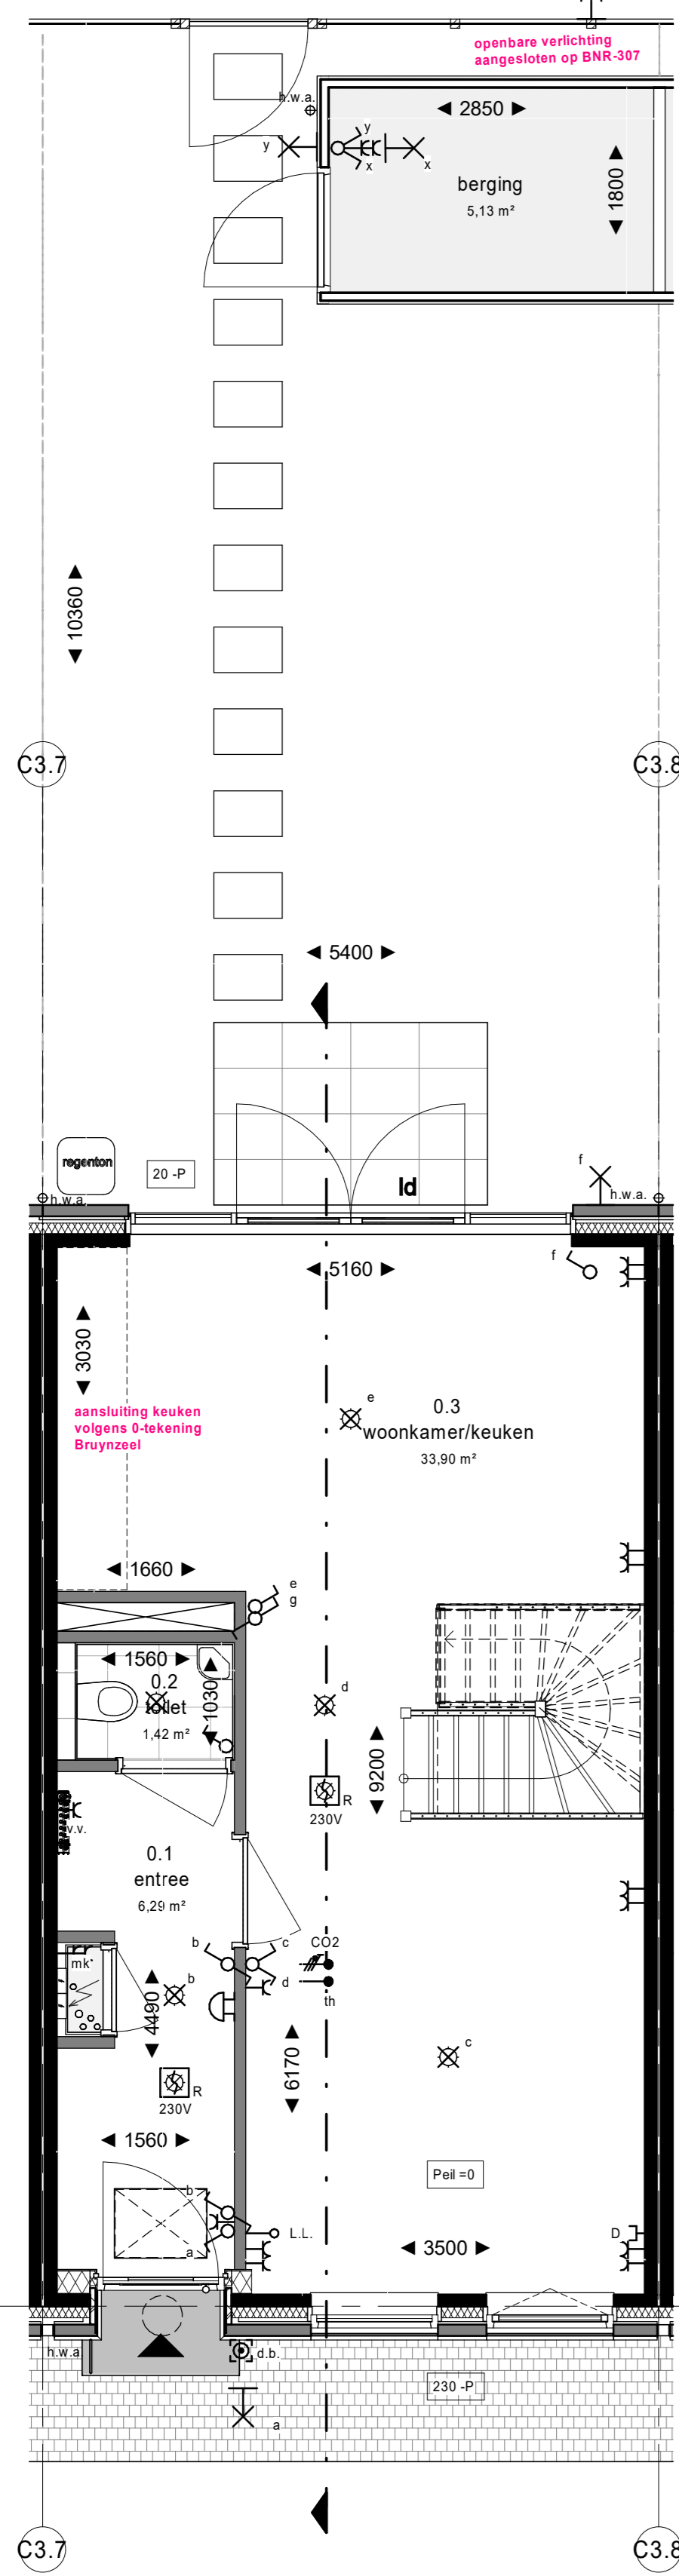 openbare verlichting
aangesloten op BNR-307
h.w.a.
2850
y
y
x
x
berging
5,13 m²
1800
10360
C3.7
C3.8
5400
regenton
20 -P
ld
f
h.w.a.
h.w.a.
5160
f
3030
e
0.3
woonkamer/keuken
33,90 m²
aansluiting keuken
volgens 0-tekening
Bruynzeel
1660
e
g
1560
0.2
toilet
1,42 m²
1030
d
9200
R
230V
v.v.
0.1
entree
6,29 m²
b
c
CO2
mk
b
d
th
4490
6170
c
R
230V
1560
Peil =0
b
L.L.
D
a
3500
h.w.a.
d.b.
230 -P
a
C3.7
C3.8